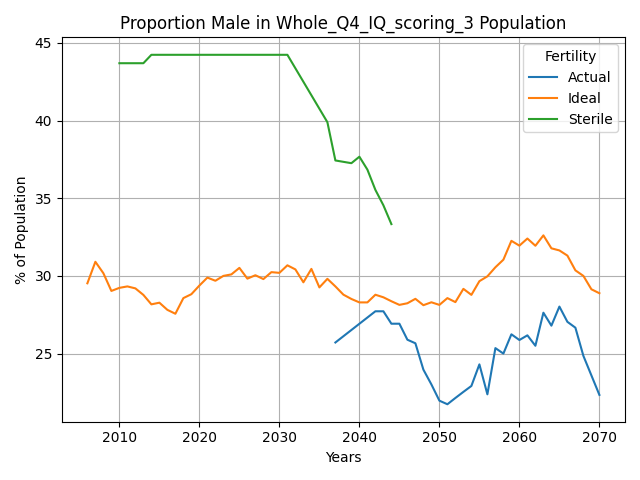 Proportion Male in Whole_Q4_IQ_scoring_3 Population
Fertility
Actual
Ideal
Sterile
% of Population
45
40
35
30
25
2010 2020 2030 2040 2050 2060 2070
Years